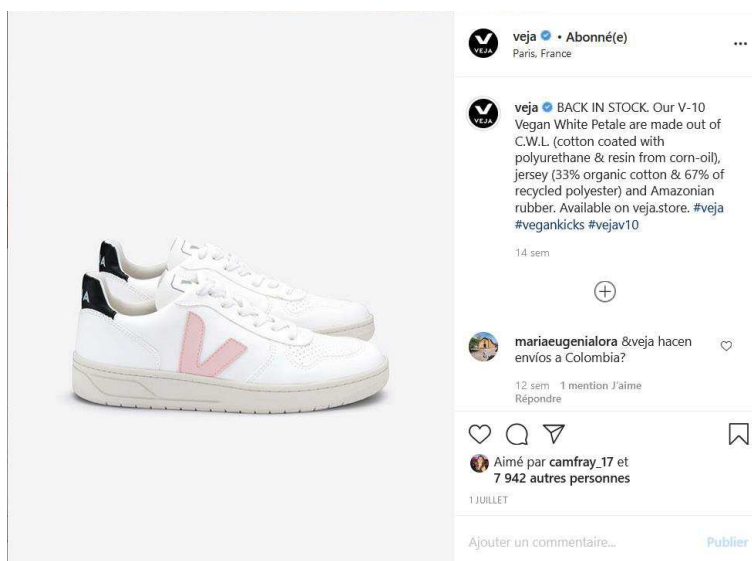 veja • Abonné(e)
Paris, France
VEJA
veja BACK IN STOCK. Our V-10
Vegan White Petale are made out of
C.W.L. (cotton coated with
polyurethane & resin from corn-oil),
jersey (33% organic cotton & 67% of
recycled polyester) and Amazonian
rubber. Available on veja.store. #veja
#vegankicks #vejav10
VEJA
14 sem
mariaeugenialora &veja hacen
envíos a Colombia?
12 sem 1 mention J'aime
Répondre
Aimé par camfray_17 et
7 942 autres personnes
1 JUILLET
Ajouter un commentaire... Publier